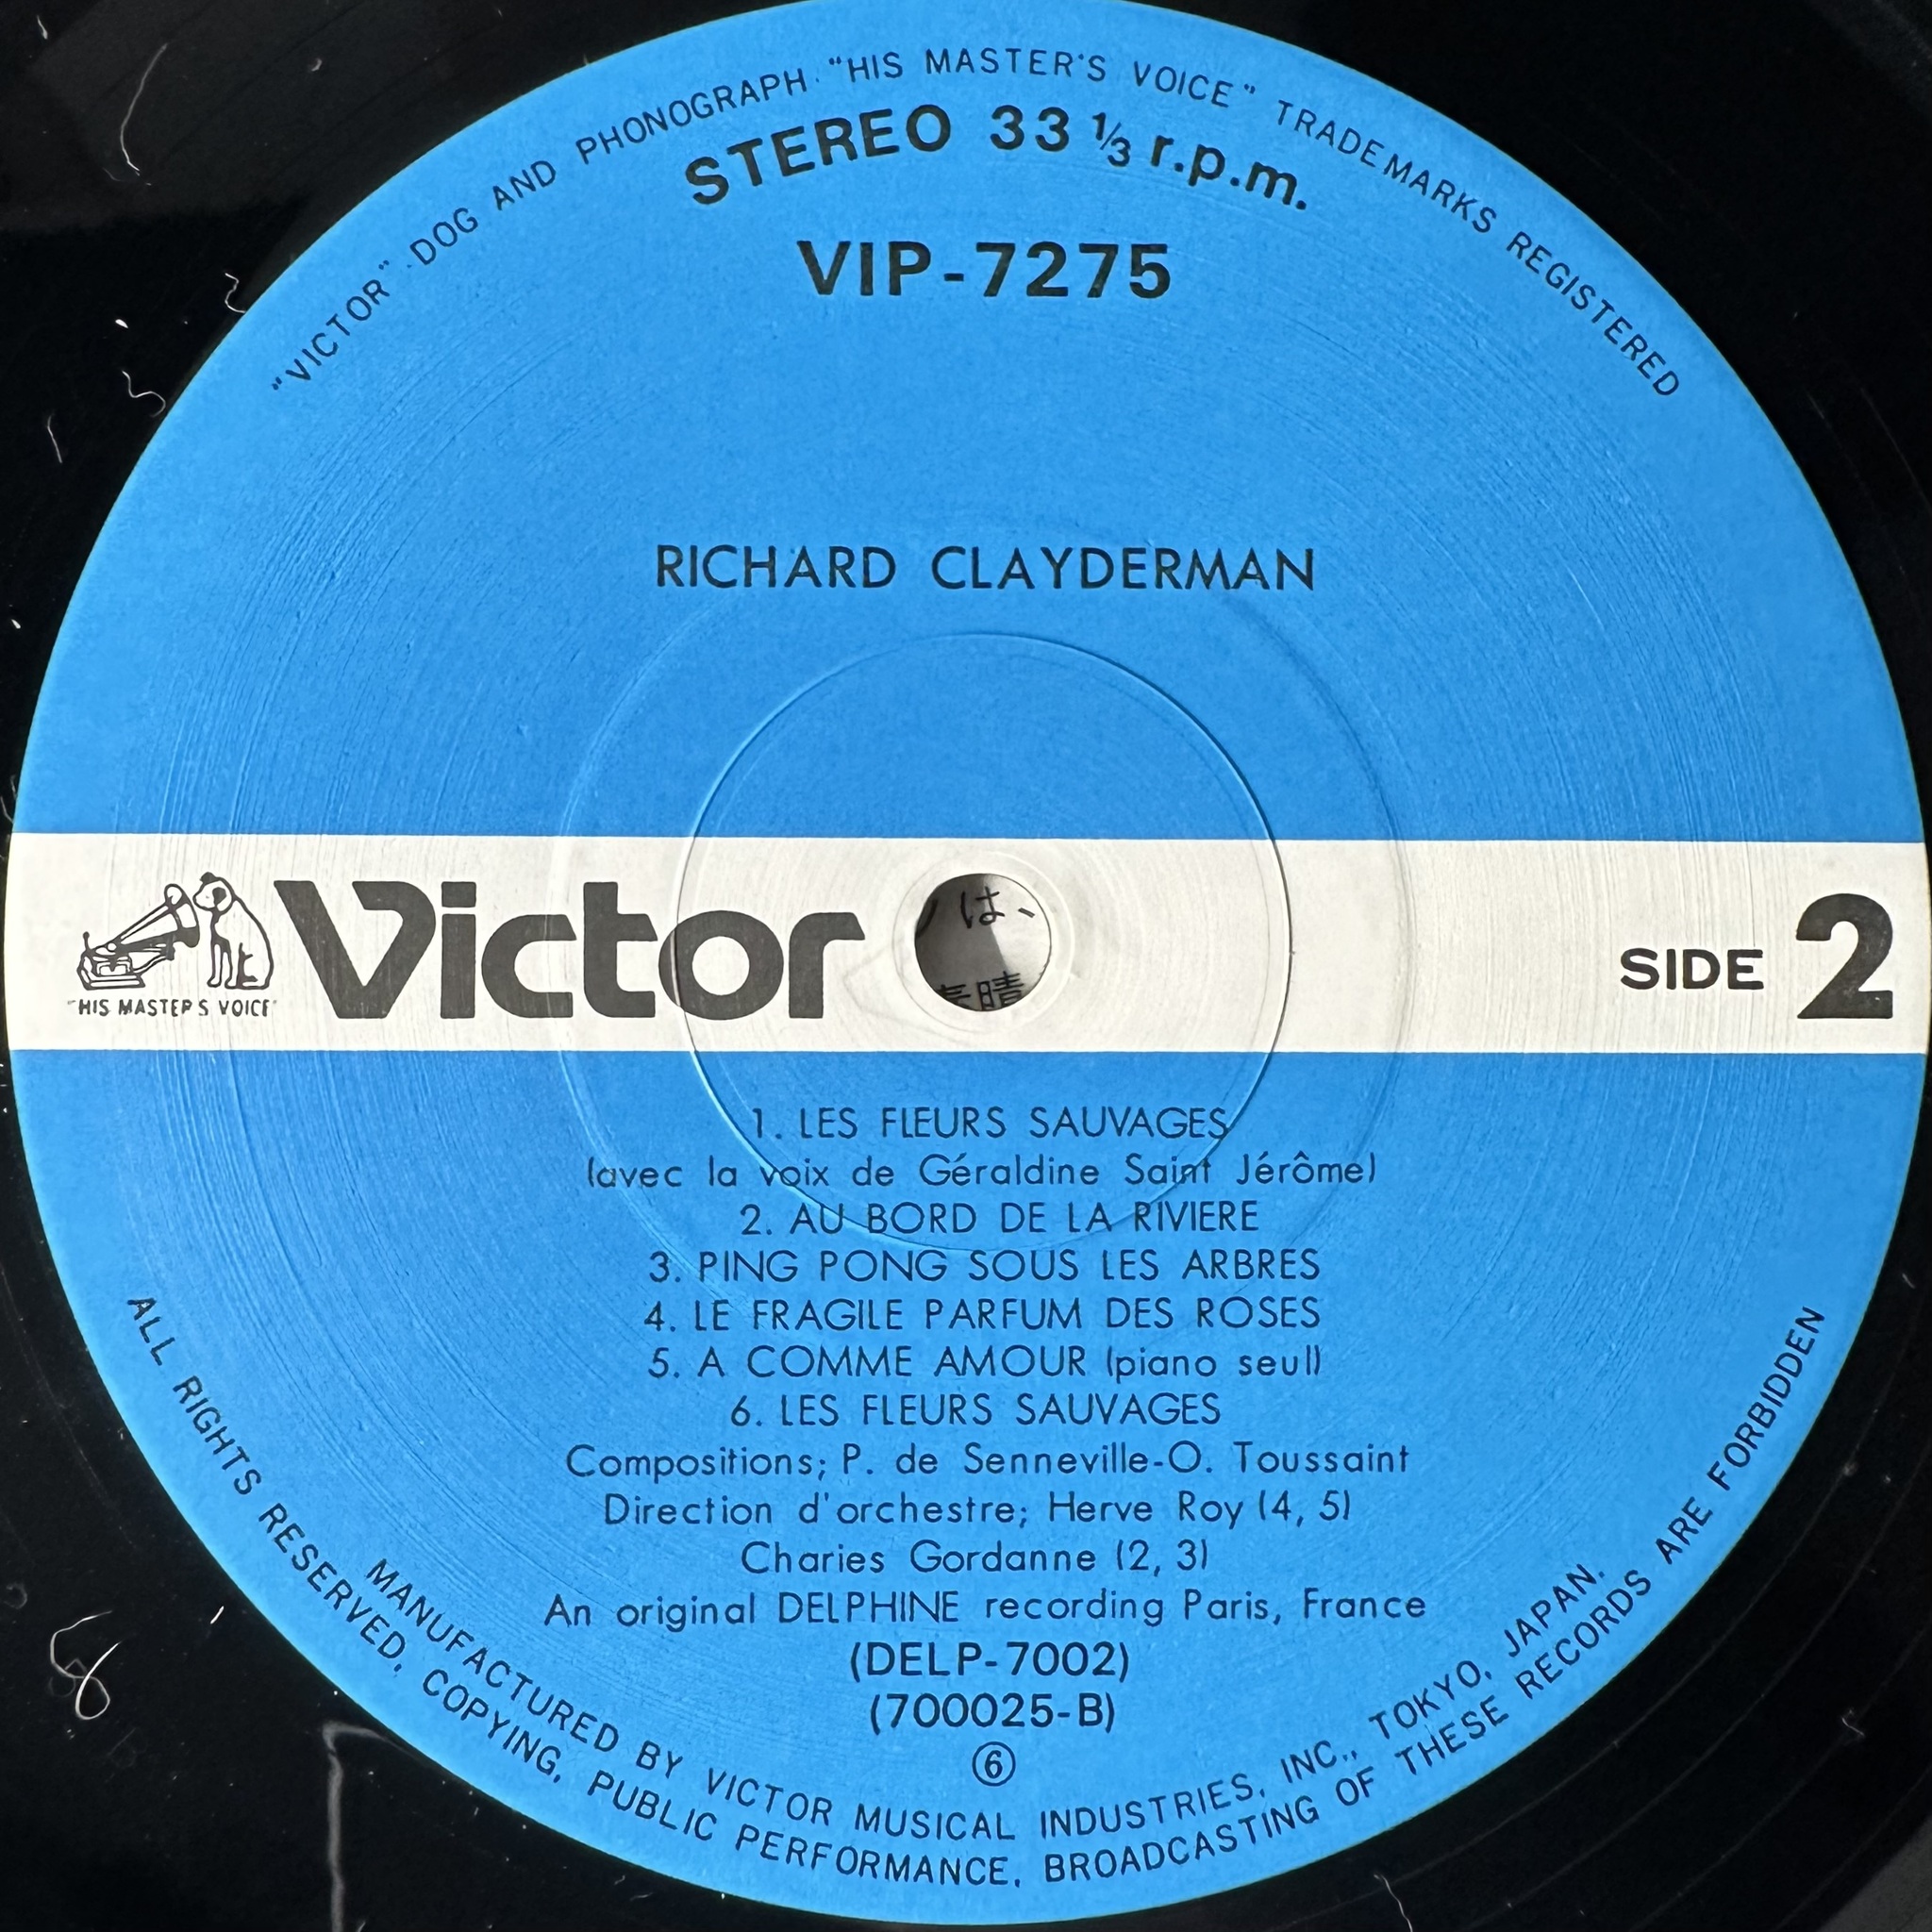 "VICTOR" DOG AND PHONOGRAPH "HIS MASTER'S VOICE" TRADE MARKS REGISTERED
STEREO 33 1/3 r.p.m.
VIP-7275
RICHARD CLAYDERMAN
"HIS MASTER'S VOICE"
Victor
は、
晴
SIDE 2
1. LES FLEURS SAUVAGES
(avec la voix de Géraldine Saint Jérôme)
2. AU BORD DE LA RIVIERE
3. PING PONG SOUS LES ARBRES
4. LE FRAGILE PARFUM DES ROSES
5. A COMME AMOUR (piano seul)
6. LES FLEURS SAUVAGES
Compositions; P. de Senneville-O. Toussaint
Direction d'orchestre; Herve Roy (4, 5)
Charies Gordanne (2, 3)
An original DELPHINE recording Paris, France
(DELP-7002)
(700025-B)
⑥
MANUFACTURED BY VICTOR MUSICAL INDUSTRIES, INC., TOKYO, JAPAN.
ALL RIGHTS RESERVED, COPYING, PUBLIC PERFORMANCE, BROADCASTING OF THESE RECORDS ARE FORBIDDEN